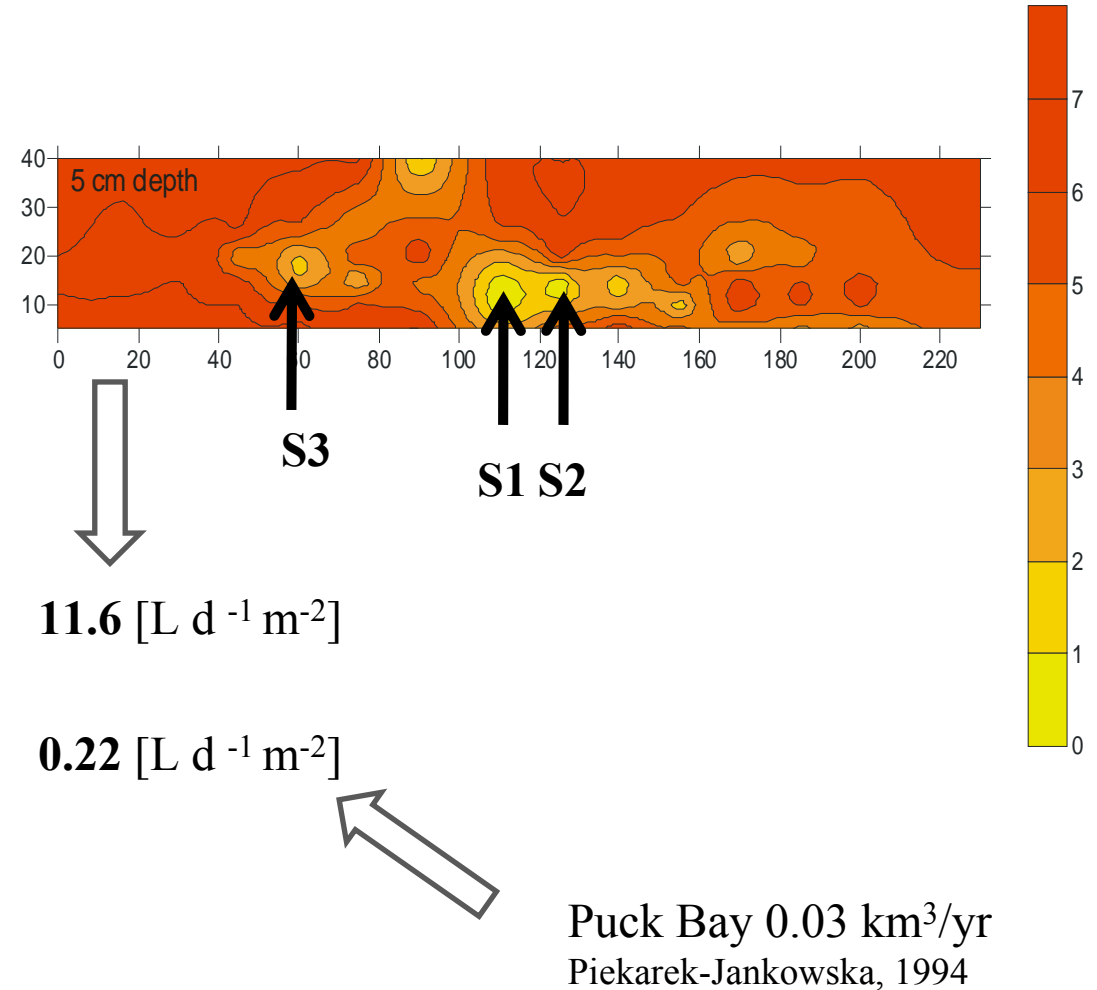 7
40
5 cm depth
6
30
20
5
10
0 20 40 60 80 100 120 140 160 180 200 220
4
S3
S1 S2
3
2
11.6 [L d -1 m-2]
1
0.22 [L d -1 m-2]
0
Puck Bay 0.03 km3/yr
Piekarek-Jankowska, 1994